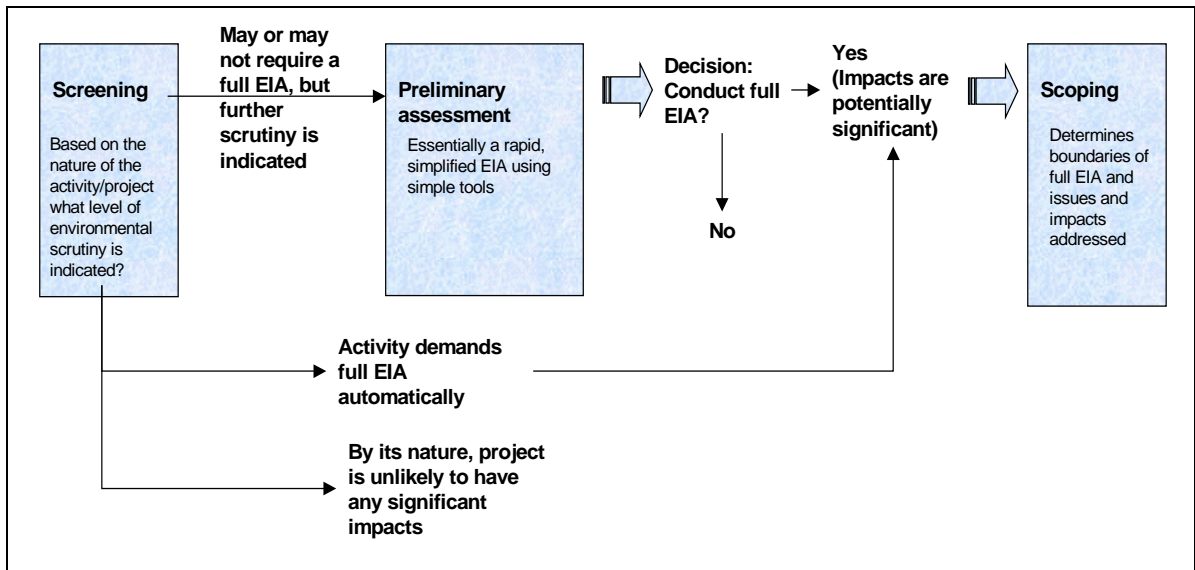 Screening
Based on the
nature of the
activity/project
what level of
environmental
scrutiny is
indicated?
May or may
not require a
full EIA, but
further
scrutiny is
indicated
Preliminary
assessment
Essentially a rapid,
simplified EIA using
simple tools
Decision:
Conduct full
EIA?
No
Yes
(Impacts are
potentially
significant)
Scoping
Determines
boundaries of
full EIA and
issues and
impacts
addressed
Activity demands
full EIA
automatically
By its nature, project
is unlikely to have
any significant
impacts